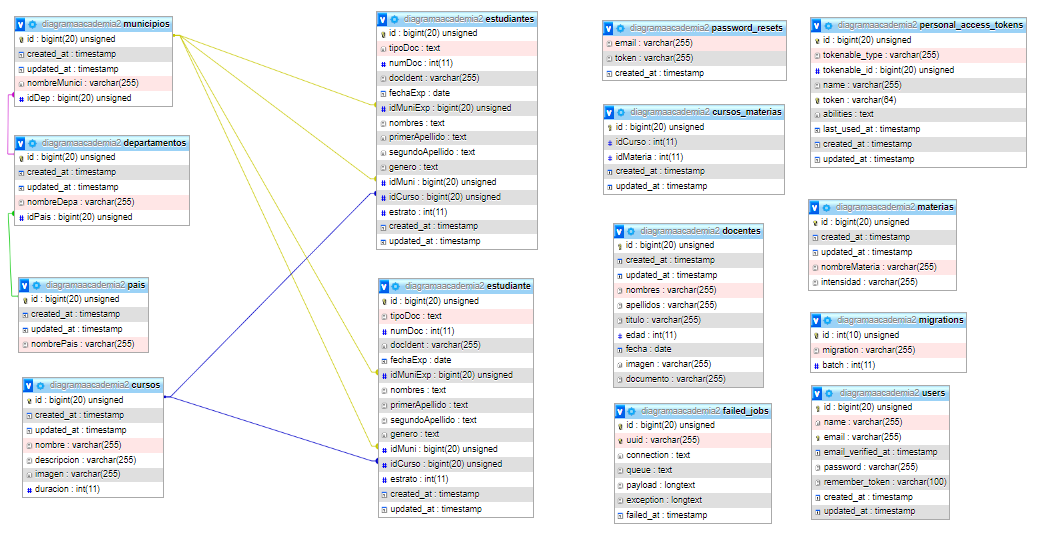 diagramaacademia2 municipios
id : bigint(20) unsigned
created_at : timestamp
updated_at : timestamp
nombreMunici : varchar(255)
idDep : bigint(20) unsigned
diagramaacademia2 departamentos
id : bigint(20) unsigned
created_at : timestamp
updated_at : timestamp
nombreDepa : varchar(255)
idPais : bigint(20) unsigned
diagramaacademia2 pais
id : bigint(20) unsigned
created_at : timestamp
updated_at : timestamp
nombrePais : varchar(255)
diagramaacademia2 cursos
id : bigint(20) unsigned
created_at : timestamp
updated_at : timestamp
nombre : varchar(255)
descripcion : varchar(255)
imagen : varchar(255)
duracion : int(11)
diagramaacademia2 estudiantes
id : bigint(20) unsigned
tipoDoc : text
numDoc : int(11)
docIdent : varchar(255)
fechaExp : date
idMuniExp : bigint(20) unsigned
nombres : text
primerApellido : text
segundoApellido : text
genero : text
idMuni : bigint(20) unsigned
idCurso : bigint(20) unsigned
estrato : int(11)
created_at : timestamp
updated_at : timestamp
diagramaacademia2 estudiante
id : bigint(20) unsigned
tipoDoc : text
numDoc : int(11)
docIdent : varchar(255)
fechaExp : date
idMuniExp : bigint(20) unsigned
nombres : text
primerApellido : text
segundoApellido : text
genero : text
idMuni : bigint(20) unsigned
idCurso : bigint(20) unsigned
estrato : int(11)
created_at : timestamp
updated_at : timestamp
diagramaacademia2 password_resets
email : varchar(255)
token : varchar(255)
created_at : timestamp
diagramaacademia2 cursos_materias
id : bigint(20) unsigned
idCurso : int(11)
idMateria : int(11)
created_at : timestamp
updated_at : timestamp
diagramaacademia2 docentes
id : bigint(20) unsigned
created_at : timestamp
updated_at : timestamp
nombres : varchar(255)
apellidos : varchar(255)
titulo : varchar(255)
edad : int(11)
fecha : date
imagen : varchar(255)
documento : varchar(255)
diagramaacademia2 failed_jobs
id : bigint(20) unsigned
uuid : varchar(255)
connection : text
queue : text
payload : longtext
exception : longtext
failed_at : timestamp
diagramaacademia2 personal_access_tokens
id : bigint(20) unsigned
tokenable_type : varchar(255)
tokenable_id : bigint(20) unsigned
name : varchar(255)
token : varchar(64)
abilities : text
last_used_at : timestamp
created_at : timestamp
updated_at : timestamp
diagramaacademia2 materias
id : bigint(20) unsigned
created_at : timestamp
updated_at : timestamp
nombreMateria : varchar(255)
intensidad : varchar(255)
diagramaacademia2 migrations
id : int(10) unsigned
migration : varchar(255)
batch : int(11)
diagramaacademia2 users
id : bigint(20) unsigned
name : varchar(255)
email : varchar(255)
email_verified_at : timestamp
password : varchar(255)
remember_token : varchar(100)
created_at : timestamp
updated_at : timestamp